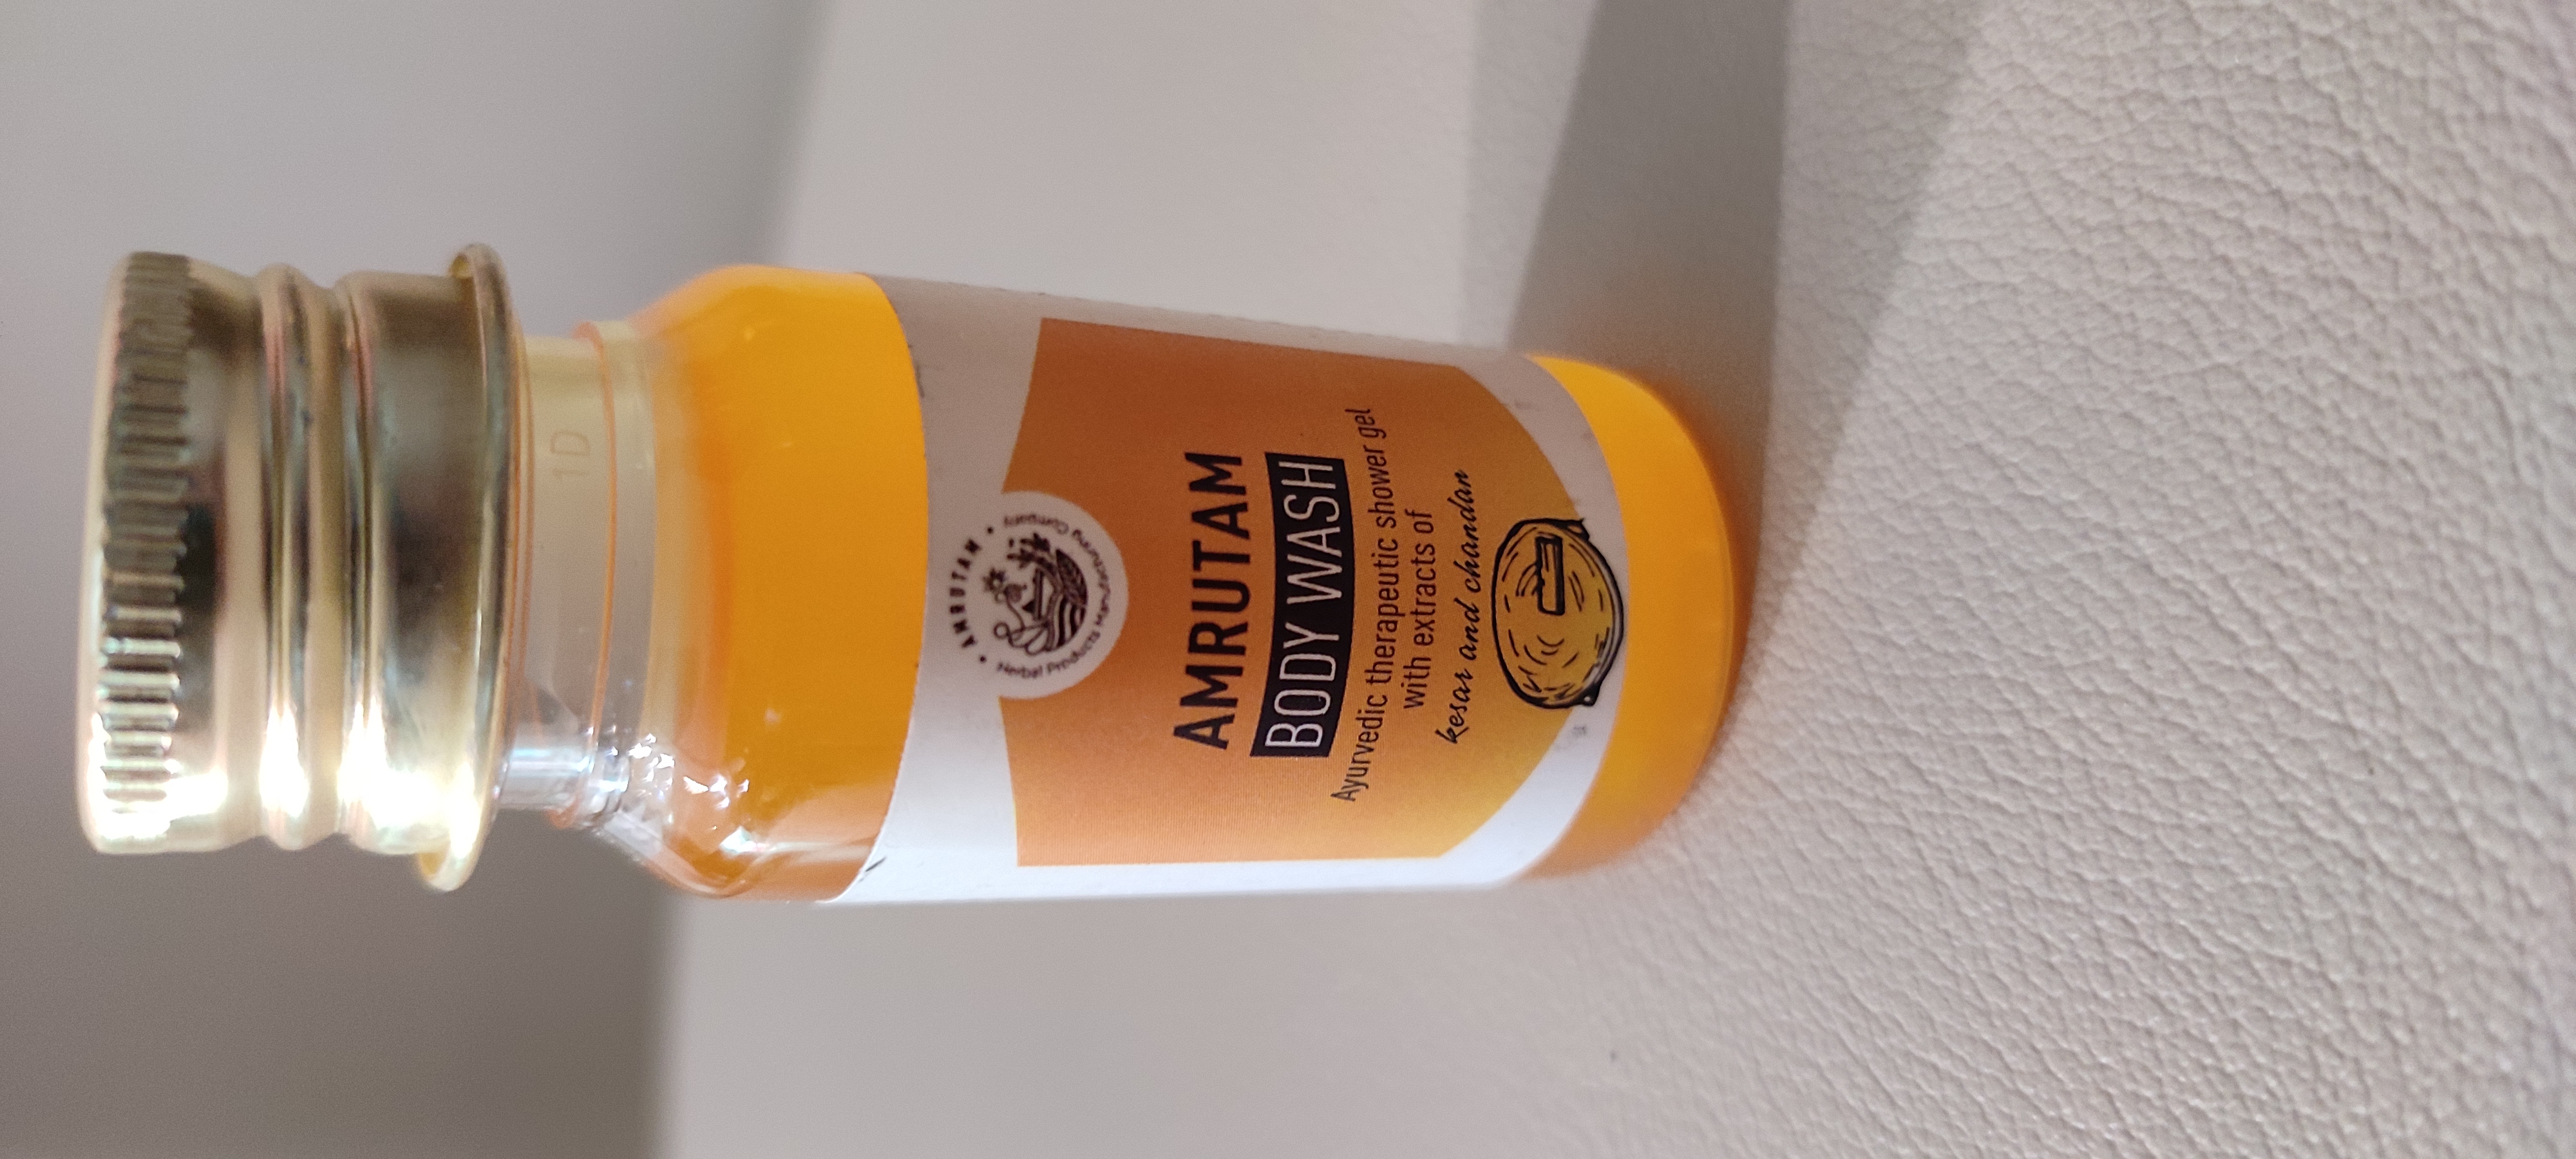 1D
• AMRUTAM •
Herbal Products Manufacturing Company
AMRUTAM
BODY WASH
Ayurvedic therapeutic shower gel
with extracts of
kesar and chandan